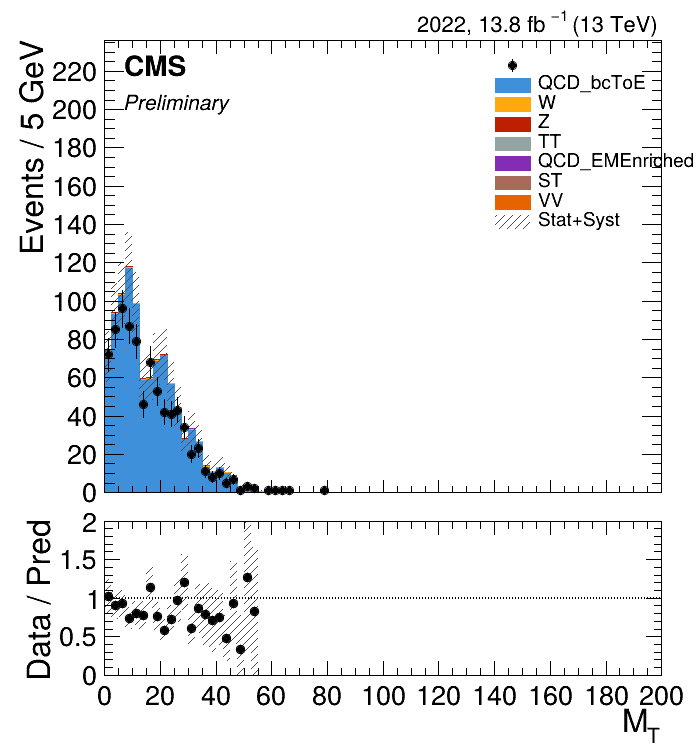 2022, 13.8 fb⁻¹ (13 TeV)
CMS
Preliminary
QCD_bcToE
W
Z
TT
QCD_EMEnriched
ST
VV
Stat+Syst
Events / 5 GeV
220
200
180
160
140
120
100
80
60
40
20
0
Data / Pred
2
1.5
1
0.5
0
0 20 40 60 80 100 120 140 160 180 200
M_T